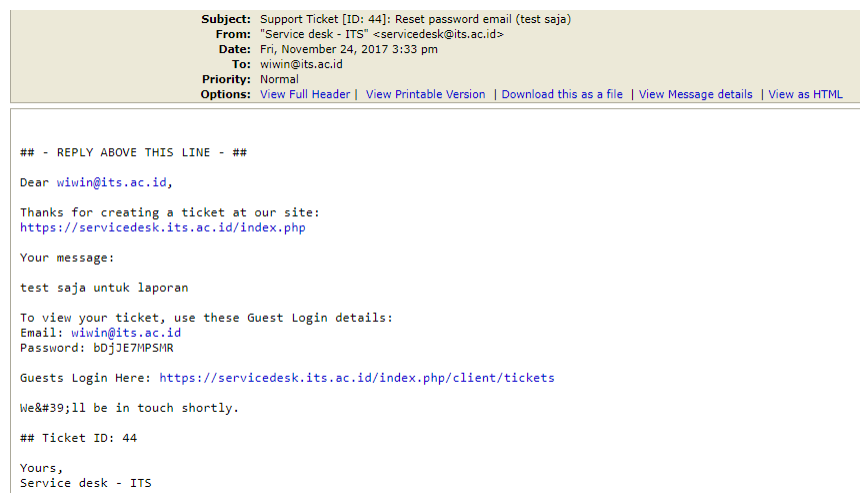 Subject: Support Ticket [ID: 44]: Reset password email (test saja)
From: "Service desk - ITS" <servicedesk@its.ac.id>
Date: Fri, November 24, 2017 3:33 pm
To: wiwin@its.ac.id
Priority: Normal
Options: View Full Header | View Printable Version | Download this as a file | View Message details | View as HTML
## - REPLY ABOVE THIS LINE - ##
Dear wiwin@its.ac.id,
Thanks for creating a ticket at our site:
https://servicedesk.its.ac.id/index.php
Your message:
test saja untuk laporan
To view your ticket, use these Guest Login details:
Email: wiwin@its.ac.id
Password: bDjJE7MPSMR
Guests Login Here: https://servicedesk.its.ac.id/index.php/client/tickets
We&#39;ll be in touch shortly.
## Ticket ID: 44
Yours,
Service desk - ITS